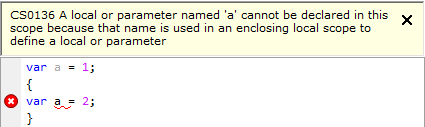 CS0136 A local or parameter named 'a' cannot be declared in this
scope because that name is used in an enclosing local scope to
define a local or parameter
var a = 1;
{
var a = 2;
}